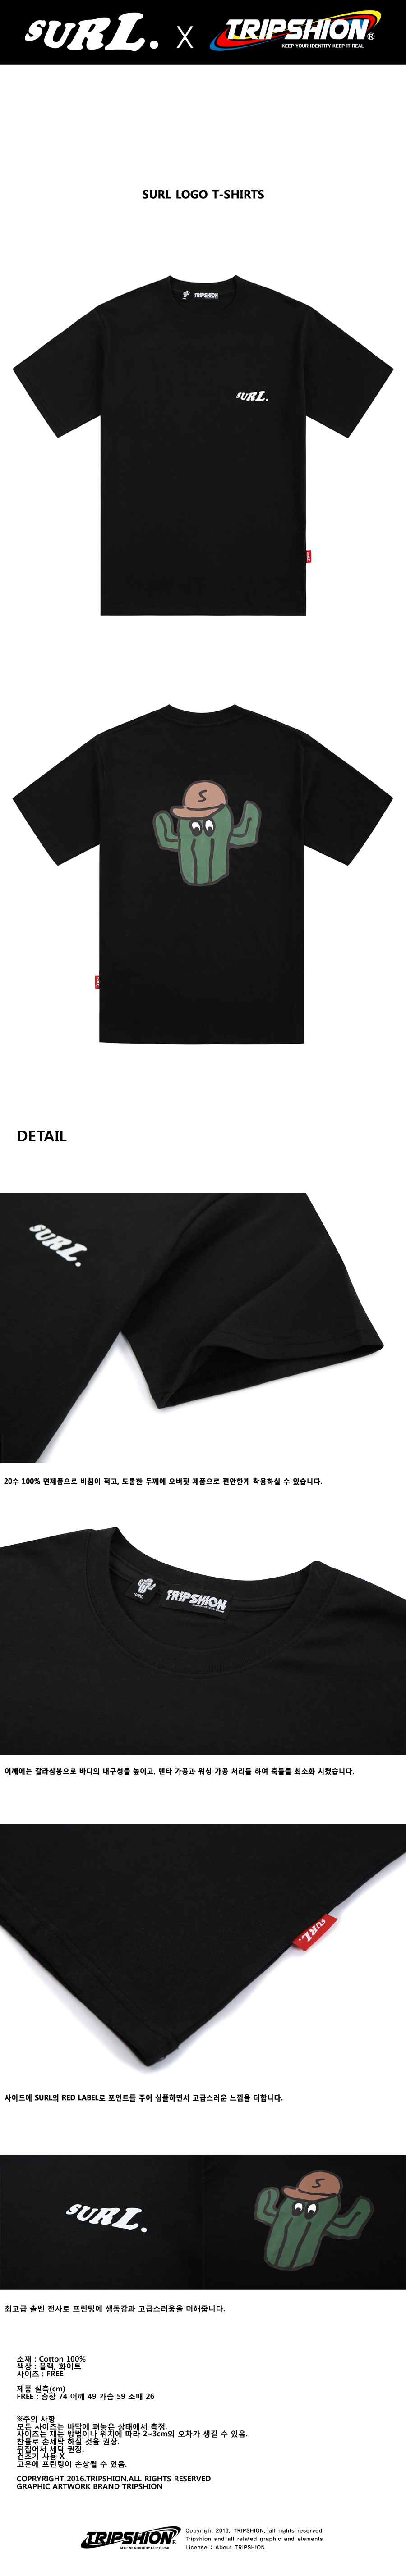 SURL. X TRIPSHION®
KEEP YOUR IDENTITY KEEP IT REAL
SURL LOGO T-SHIRTS
TRIPSHION
SURL.
S
DETAIL
SURL.
20수 100% 면제품으로 비침이 적고, 도톰한 두께에 오버핏 제품으로 편안한게 착용하실 수 있습니다.
SURL. TRIPSHION
어깨에는 갈라삼봉으로 바디의 내구성을 높이고, 텐타 가공과 워싱 가공 처리를 하여 축률을 최소화 시켰습니다.
SURL.
사이드에 SURL의 RED LABEL로 포인트를 주어 심플하면서 고급스러운 느낌을 더합니다.
SURL. S
최고급 솔벤 전사로 프린팅에 생동감과 고급스러움을 더해줍니다.
소재 : Cotton 100%
색상 : 블랙, 화이트
사이즈 : FREE
제품 실측(cm)
FREE : 총장 74 어깨 49 가슴 59 소매 26
※주의 사항
모든 사이즈는 바닥에 펴놓은 상태에서 측정.
사이즈는 재는 방법이나 위치에 따라 2~3cm의 오차가 생길 수 있음.
찬물로 손세탁 하실 것을 권장.
뒤집어서 세탁 권장.
건조기 사용 X
고온에 프린팅이 손상될 수 있음.
COPRYRIGHT 2016.TRIPSHION.ALL RIGHTS RESERVED
GRAPHIC ARTWORK BRAND TRIPSHION
TRIPSHION®
KEEP YOUR IDENTITY KEEP IT REAL
Copyright 2016, TRIPSHION, all rights reserved
Tripshion and all related graphic and elements
License : About TRIPSHION